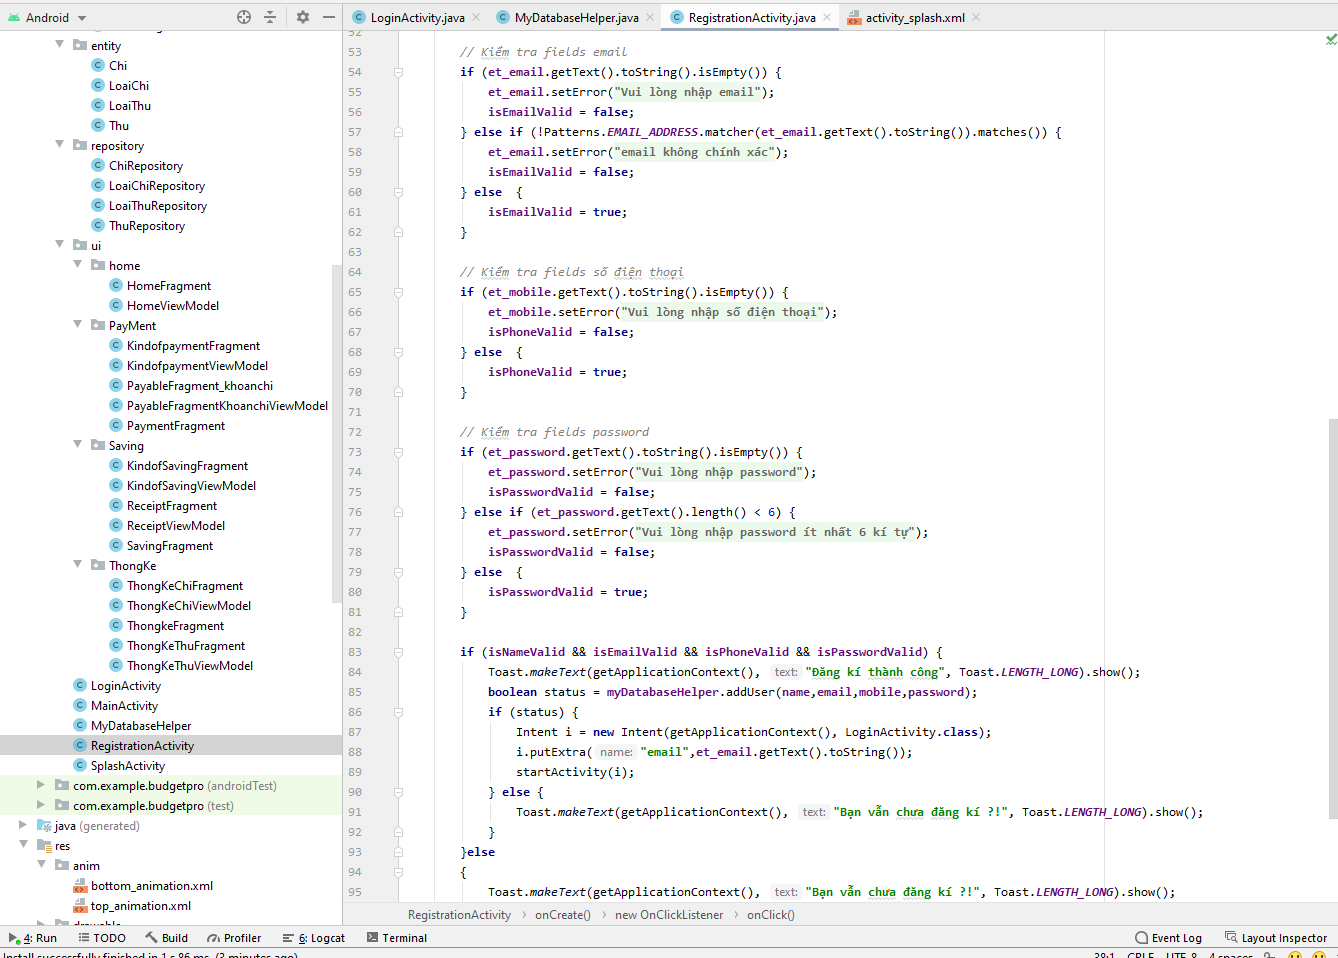 Android
LoginActivity.java
MyDatabaseHelper.java
RegistrationActivity.java
activity_splash.xml
entity
Chi
LoaiChi
LoaiThu
Thu
repository
ChiRepository
LoaiChiRepository
LoaiThuRepository
ThuRepository
ui
home
HomeFragment
HomeViewModel
PayMent
KindofpaymentFragment
KindofpaymentViewModel
PayableFragment_khoanchi
PayableFragmentKhoanchiViewModel
PaymentFragment
Saving
KindofSavingFragment
KindofSavingViewModel
ReceiptFragment
ReceiptViewModel
SavingFragment
ThongKe
ThongKeChiFragment
ThongKeChiViewModel
ThongkeFragment
ThongKeThuFragment
ThongKeThuViewModel
LoginActivity
MainActivity
MyDatabaseHelper
RegistrationActivity
SplashActivity
com.example.budgetpro (androidTest)
com.example.budgetpro (test)
java (generated)
res
anim
bottom_animation.xml
top_animation.xml
52
53 // Kiểm tra fields email
54 if (et_email.getText().toString().isEmpty()) {
55 et_email.setError("Vui lòng nhập email");
56 isEmailValid = false;
57 } else if (!Patterns.EMAIL_ADDRESS.matcher(et_email.getText().toString()).matches()) {
58 et_email.setError("email không chính xác");
59 isEmailValid = false;
60 } else  {
61 isEmailValid = true;
62 }
63
64 // Kiểm tra fields số điện thoại
65 if (et_mobile.getText().toString().isEmpty()) {
66 et_mobile.setError("Vui lòng nhập số điện thoại");
67 isPhoneValid = false;
68 } else  {
69 isPhoneValid = true;
70 }
71
72 // Kiểm tra fields password
73 if (et_password.getText().toString().isEmpty()) {
74 et_password.setError("Vui lòng nhập password");
75 isPasswordValid = false;
76 } else if (et_password.getText().length() < 6) {
77 et_password.setError("Vui lòng nhập password ít nhất 6 kí tự");
78 isPasswordValid = false;
79 } else  {
80 isPasswordValid = true;
81 }
82
83 if (isNameValid && isEmailValid && isPhoneValid && isPasswordValid) {
84 Toast.makeText(getApplicationContext(), text: "Đăng kí thành công", Toast.LENGTH_LONG).show();
85 boolean status = myDatabaseHelper.addUser(name,email,mobile,password);
86 if (status) {
87 Intent i = new Intent(getApplicationContext(), LoginActivity.class);
88 i.putExtra( name: "email",et_email.getText().toString());
89 startActivity(i);
90 } else {
91 Toast.makeText(getApplicationContext(), text: "Bạn vẫn chưa đăng kí ?!", Toast.LENGTH_LONG).show();
92 }
93 }else
94 {
95 Toast.makeText(getApplicationContext(), text: "Bạn vẫn chưa đăng kí ?!", Toast.LENGTH_LONG).show();
RegistrationActivity > onCreate() > new OnClickListener > onClick()
4: Run TODO Build Profiler 6: Logcat Terminal Event Log Layout Inspector
Install successfully finished in 1 s 86 ms. (3 minutes ago) 38:1 CRLF UTF-8 4 spaces